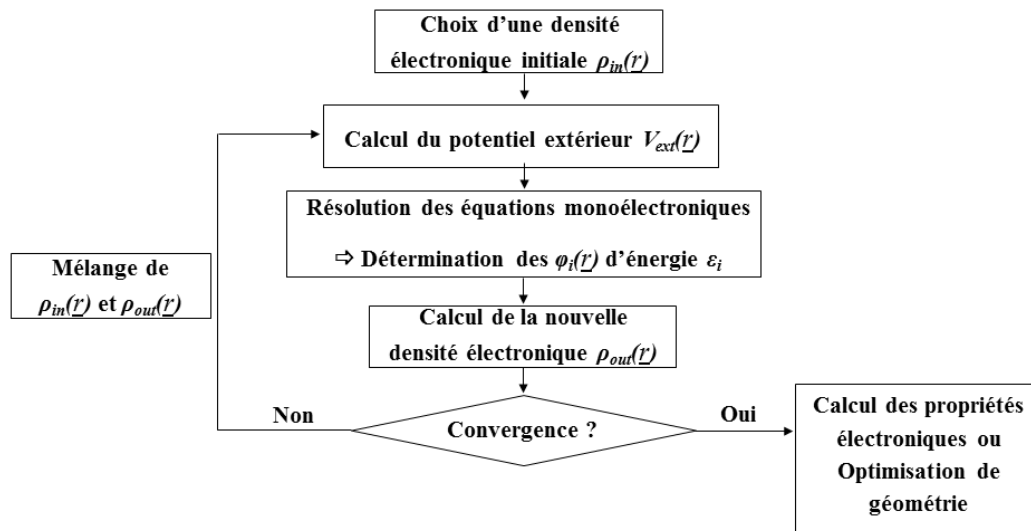 Choix d'une densité
électronique initiale ρin(r)
Calcul du potentiel extérieur Vext(r)
Résolution des équations monoélectroniques
⇨ Détermination des φi(r) d'énergie εi
Mélange de
ρin(r) et ρout(r)
Calcul de la nouvelle
densité électronique ρout(r)
Non
Convergence ?
Oui
Calcul des propriétés
électroniques ou
Optimisation de
géométrie